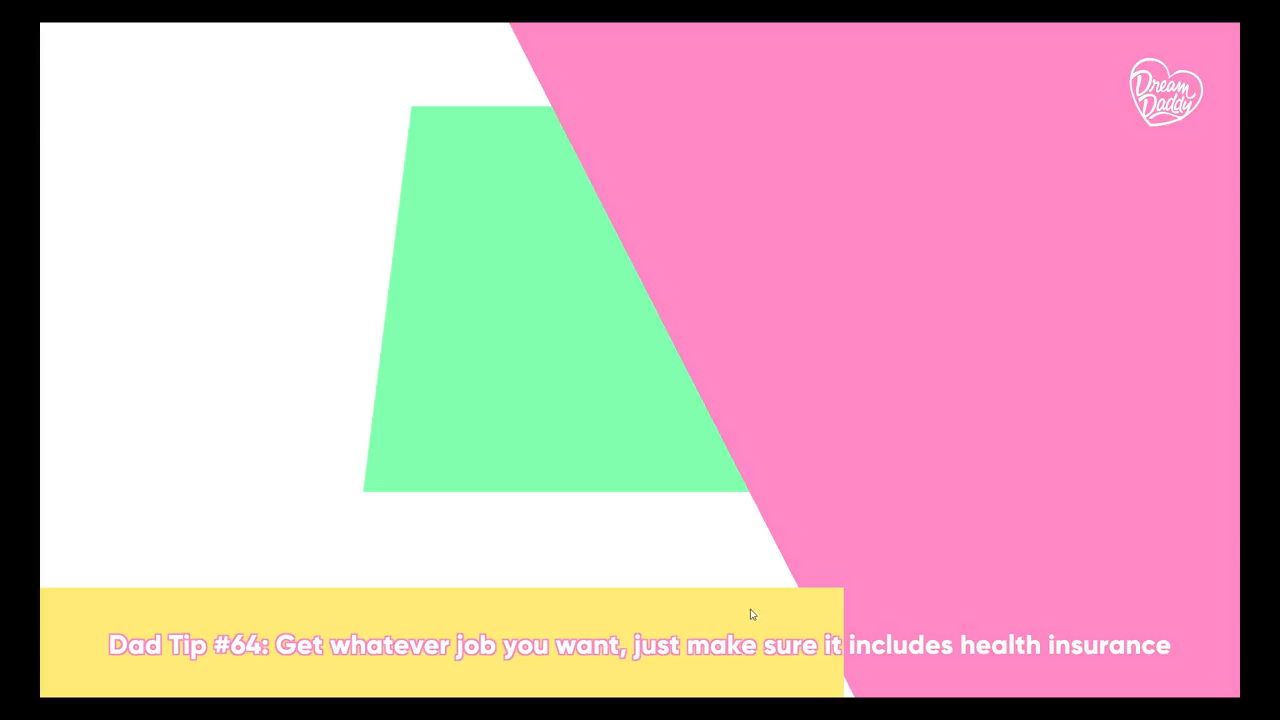 Dream
Daddy
Dad Tip #64: Get whatever job you want, just make sure it includes health insurance